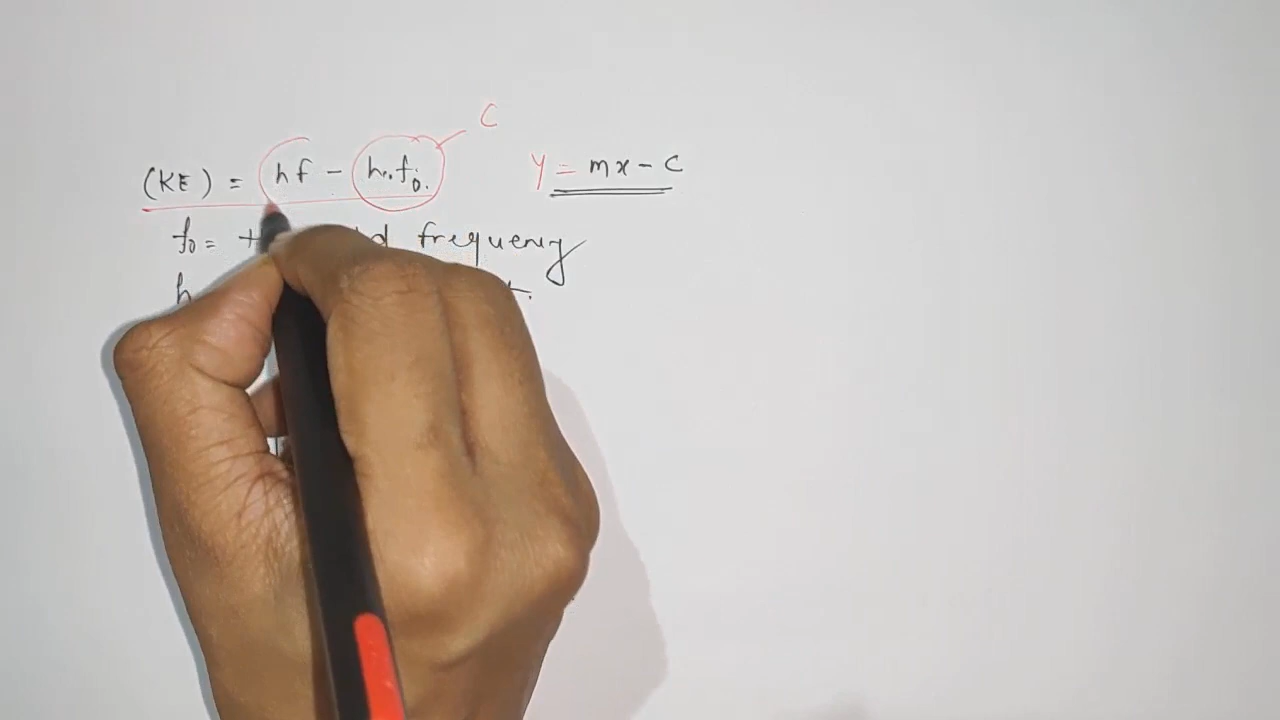 C
(KE) = hf - h.f₀. y = mx - C
f₀ = frequency
h